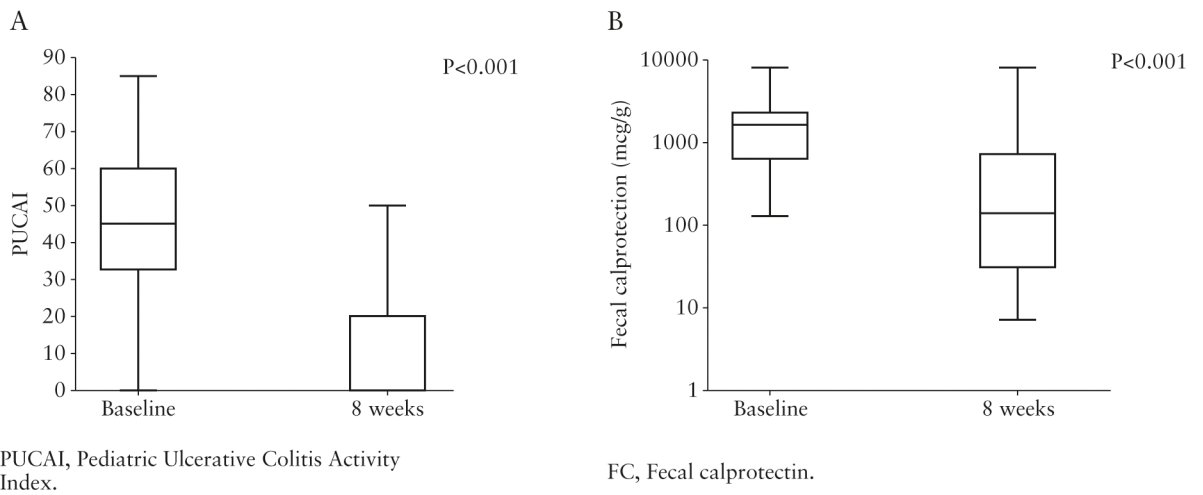 A
PUCAI
90
80
70
60
50
40
30
20
10
0
P<0.001
Baseline
8 weeks
PUCAI, Pediatric Ulcerative Colitis Activity
Index.
B
Fecal calprotection (mcg/g)
10000
1000
100
10
1
P<0.001
Baseline
8 weeks
FC, Fecal calprotectin.